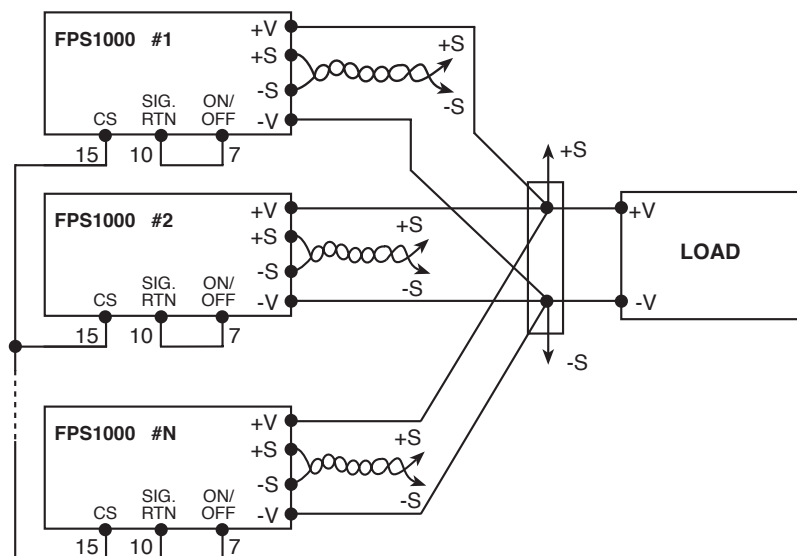 FPS1000 #1
+V
+S
-S
-V
CS
SIG.
RTN
ON/
OFF
15
10
7
+S
-S
FPS1000 #2
+V
+S
-S
-V
CS
SIG.
RTN
ON/
OFF
15
10
7
+S
-S
FPS1000 #N
+V
+S
-S
-V
CS
SIG.
RTN
ON/
OFF
15
10
7
+S
-S
+S
-S
+V
-V
LOAD